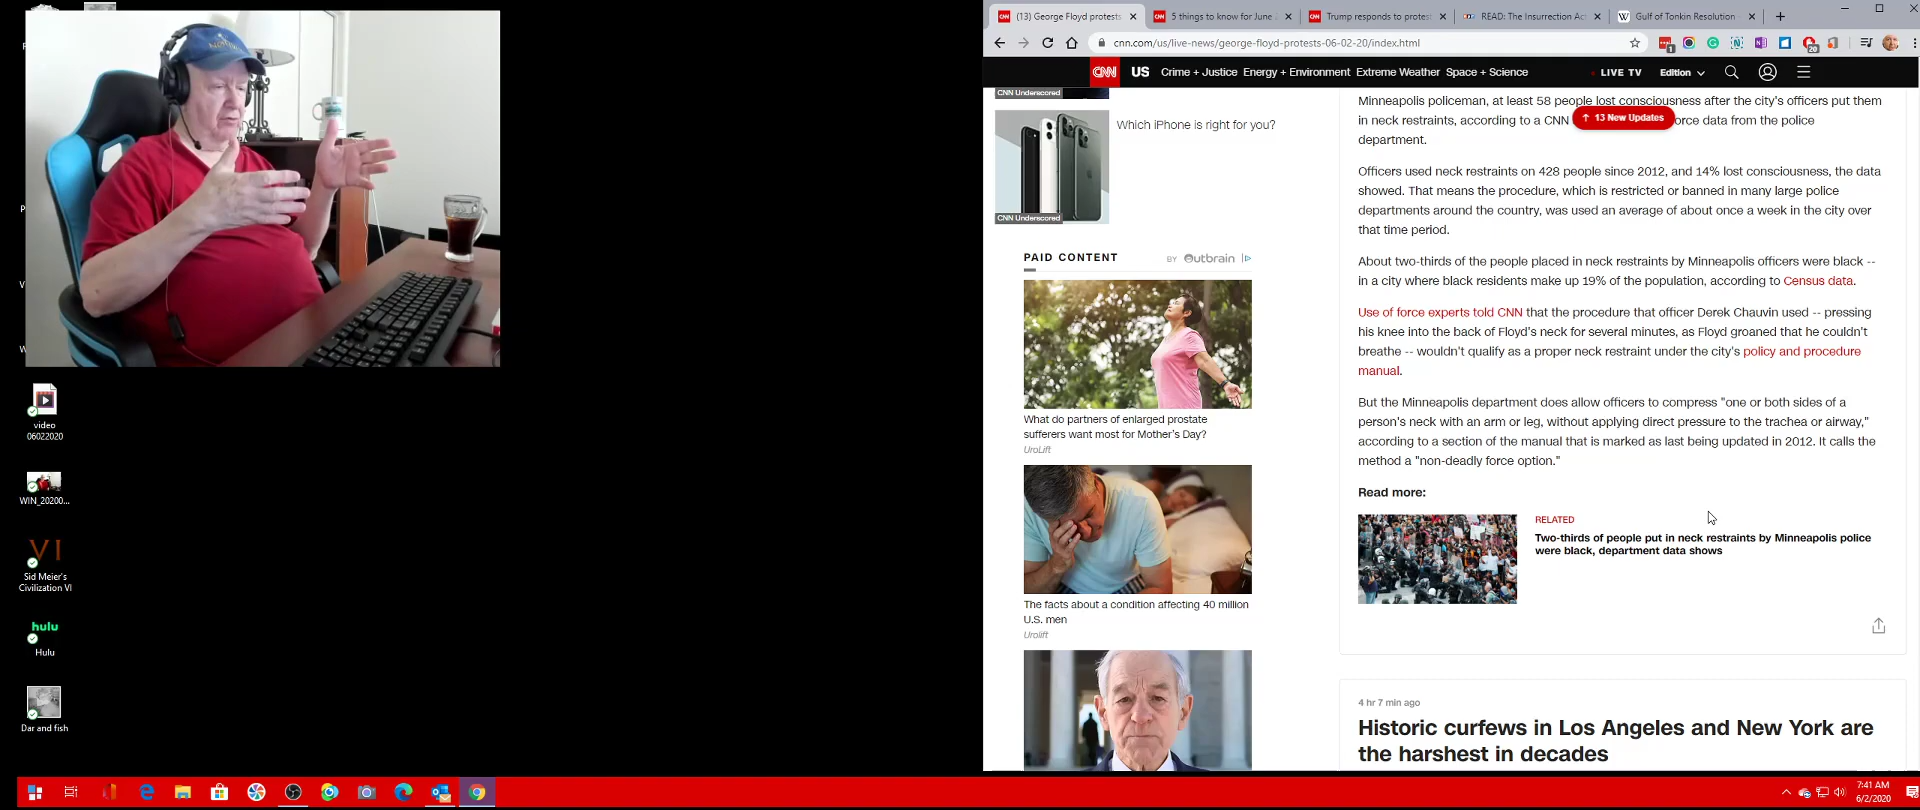 (13) George Floyd protests
5 things to know for June 2
Trump responds to protest
READ: The Insurrection Act
Gulf of Tonkin Resolution
cnn.com/us/live-news/george-floyd-protests-06-02-20/index.html
CNN US Crime + Justice Energy + Environment Extreme Weather Space + Science LIVE TV Edition
CNN Underscored
Which iPhone is right for you?
CNN Underscored
PAID CONTENT BY Outbrain
What do partners of enlarged prostate
sufferers want most for Mother's Day?
UroLift
The facts about a condition affecting 40 million
U.S. men
Urolift
13 New Updates
Minneapolis policeman, at least 58 people lost consciousness after the city's officers put them
in neck restraints, according to a CNN orce data from the police
department.
Officers used neck restraints on 428 people since 2012, and 14% lost consciousness, the data
showed. That means the procedure, which is restricted or banned in many large police
departments around the country, was used an average of about once a week in the city over
that time period.
About two-thirds of the people placed in neck restraints by Minneapolis officers were black --
in a city where black residents make up 19% of the population, according to Census data.
Use of force experts told CNN that the procedure that officer Derek Chauvin used -- pressing
his knee into the back of Floyd's neck for several minutes, as Floyd groaned that he couldn't
breathe -- wouldn't qualify as a proper neck restraint under the city's policy and procedure
manual.
But the Minneapolis department does allow officers to compress "one or both sides of a
person's neck with an arm or leg, without applying direct pressure to the trachea or airway,"
according to a section of the manual that is marked as last being updated in 2012. It calls the
method a "non-deadly force option."
Read more:
RELATED
Two-thirds of people put in neck restraints by Minneapolis police
were black, department data shows
4 hr 7 min ago
Historic curfews in Los Angeles and New York are
the harshest in decades
video
06022020
WIN_20200...
VI
Sid Meier's
Civilization VI
hulu
Hulu
Dar and fish
7:41 AM
6/2/2020